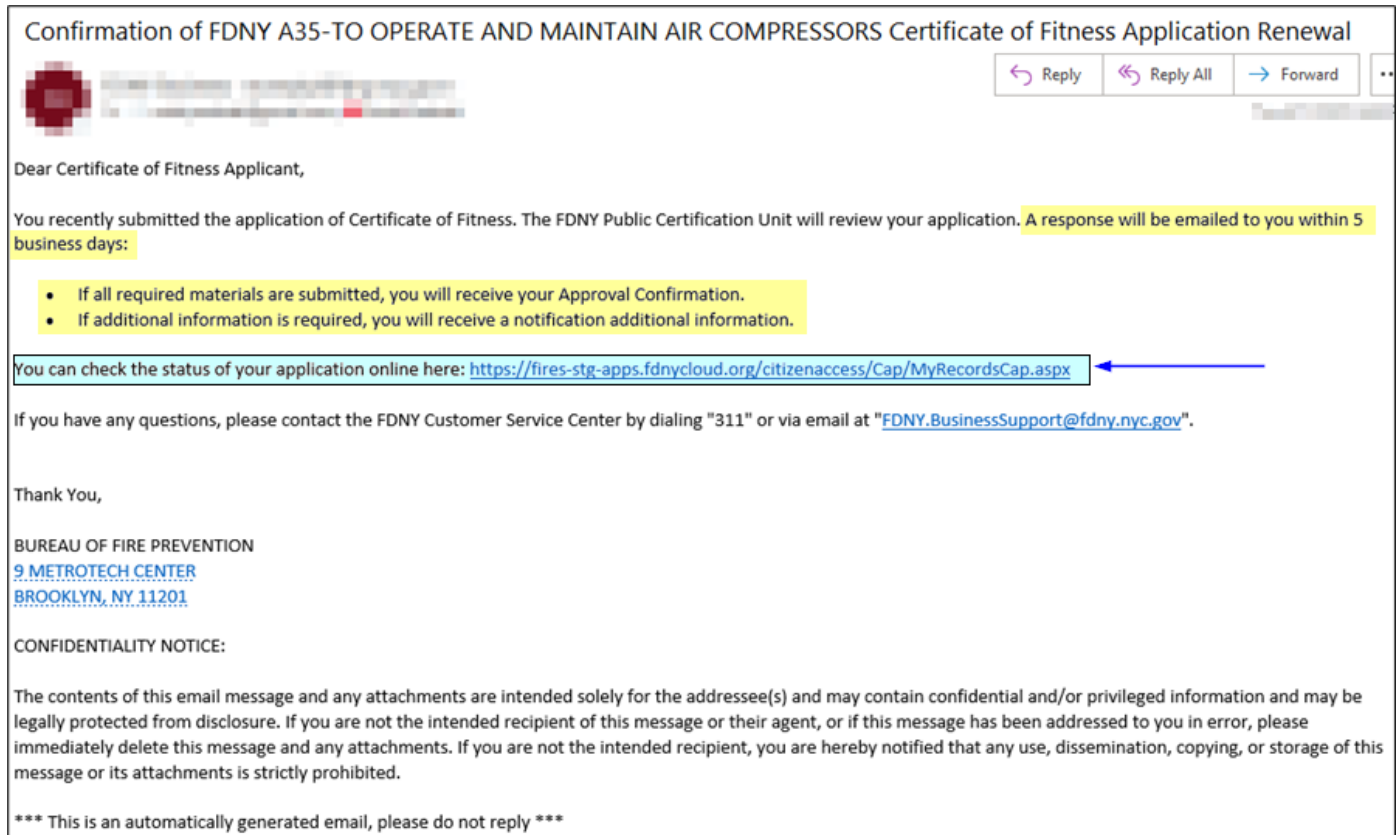 Confirmation of FDNY A35-TO OPERATE AND MAINTAIN AIR COMPRESSORS Certificate of Fitness Application Renewal
Reply
Reply All
Forward
Dear Certificate of Fitness Applicant,
You recently submitted the application of Certificate of Fitness. The FDNY Public Certification Unit will review your application. A response will be emailed to you within 5
business days:
• If all required materials are submitted, you will receive your Approval Confirmation.
• If additional information is required, you will receive a notification additional information.
You can check the status of your application online here: https://fires-stg-apps.fdnycloud.org/citizenaccess/Cap/MyRecordsCap.aspx
If you have any questions, please contact the FDNY Customer Service Center by dialing "311" or via email at "FDNY.BusinessSupport@fdny.nyc.gov".
Thank You,
BUREAU OF FIRE PREVENTION
9 METROTECH CENTER
BROOKLYN, NY 11201
CONFIDENTIALITY NOTICE:
The contents of this email message and any attachments are intended solely for the addressee(s) and may contain confidential and/or privileged information and may be
legally protected from disclosure. If you are not the intended recipient of this message or their agent, or if this message has been addressed to you in error, please
immediately delete this message and any attachments. If you are not the intended recipient, you are hereby notified that any use, dissemination, copying, or storage of this
message or its attachments is strictly prohibited.
*** This is an automatically generated email, please do not reply ***